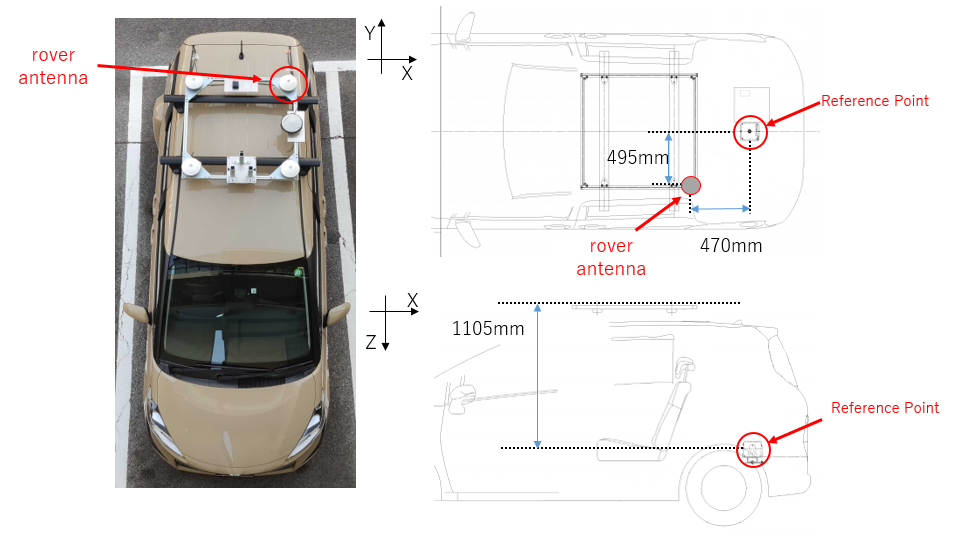 rover
antenna
Y
X
Reference Point
495mm
rover
antenna
470mm
X
Z
1105mm
Reference Point